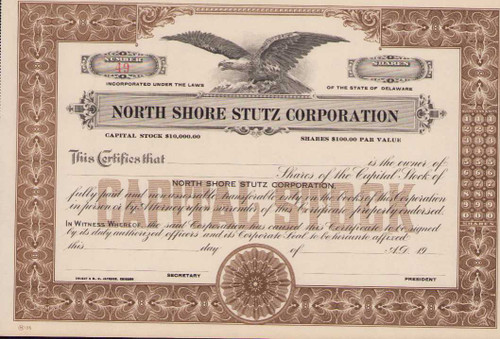 NUMBER
19
SHARES
INCORPORATED UNDER THE LAWS
OF THE STATE OF DELAWARE
NORTH SHORE STUTZ CORPORATION
CAPITAL STOCK $10,000.00
SHARES $100.00 PAR VALUE
This Certifies that
is the owner of
Shares of the Capital Stock of
NORTH SHORE STUTZ CORPORATION
CAPITAL STOCK
fully paid and non-assessable, transferable only on the books of this Corporation
in person or by Attorney upon surrender of this Certificate properly endorsed.
IN WITNESS WHEREOF, the said Corporation has caused this Certificate to be signed
by its duly authorized officers and its Corporate Seal to be hereunto affixed
this day of A.D. 19
SECRETARY
PRESIDENT
SHARES